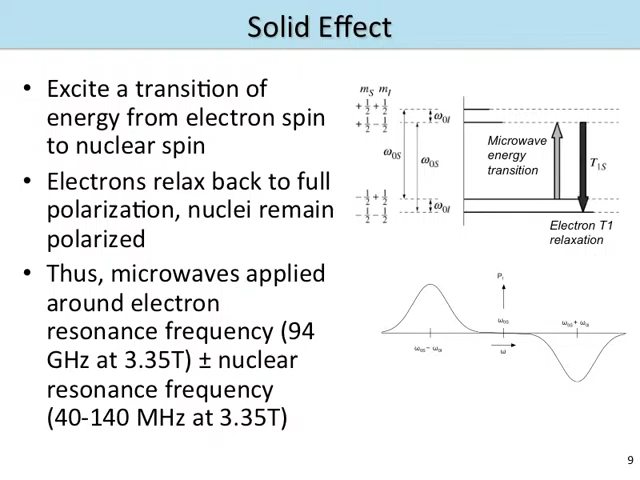 Solid Effect
• Excite a transition of
energy from electron spin
to nuclear spin
• Electrons relax back to full
polarization, nuclei remain
polarized
• Thus, microwaves applied
around electron
resonance frequency (94
GHz at 3.35T) ± nuclear
resonance frequency
(40-140 MHz at 3.35T)
mS mI
+ 1/2 + 1/2
+ 1/2 − 1/2
ω0I
ω0S
ω0S
− 1/2 + 1/2
− 1/2 − 1/2
ω0I
Microwave
energy
transition
T1S
Electron T1
relaxation
PI
ω0S
ω0S + ω0I
ω0S − ω0I
ω
9